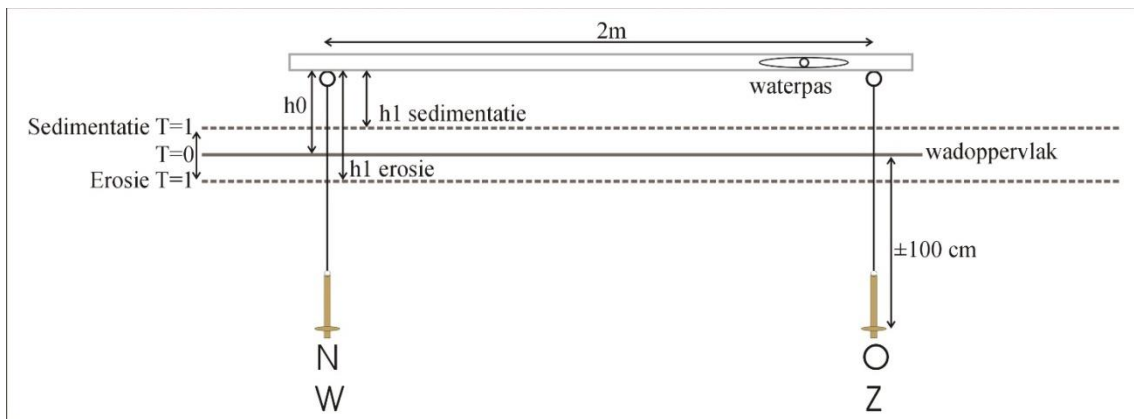 2m
waterpas
h0
h1 sedimentatie
Sedimentatie T=1
T=0
wadoppervlak
h1 erosie
Erosie T=1
±100 cm
N
O
W
Z